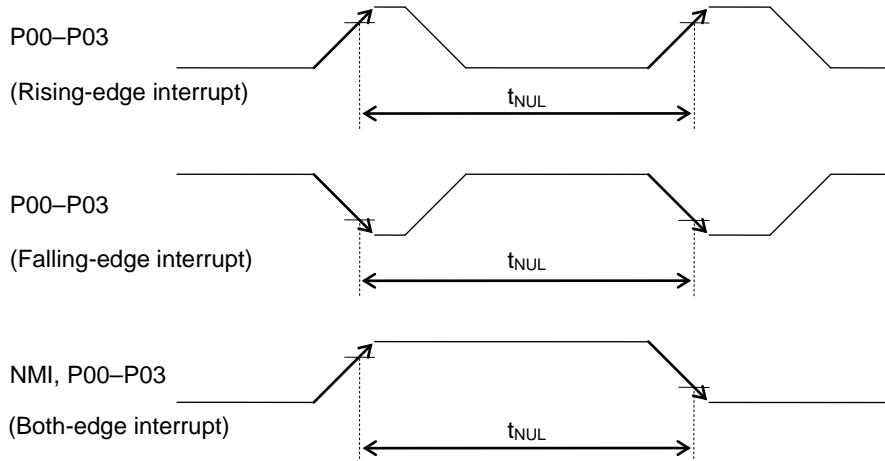 P00–P03
(Rising-edge interrupt)
tNUL
P00–P03
(Falling-edge interrupt)
tNUL
NMI, P00–P03
(Both-edge interrupt)
tNUL